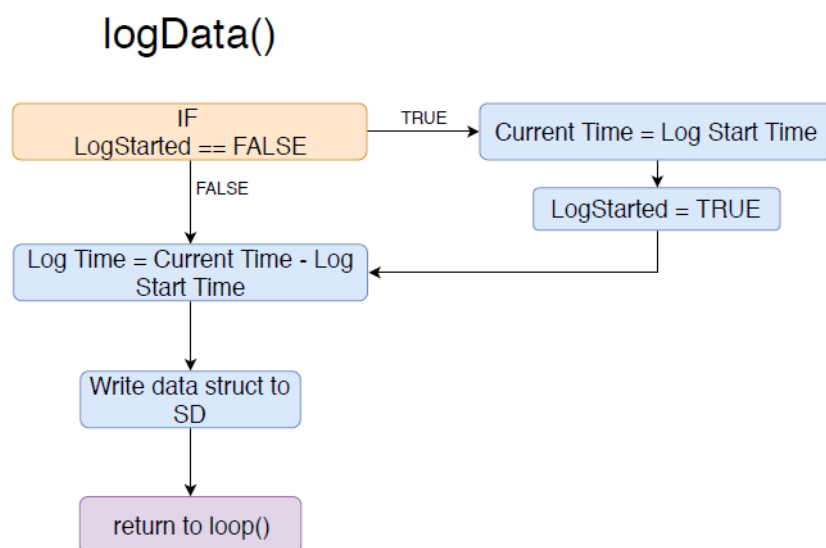 logData()
IF
LogStarted == FALSE
TRUE
Current Time = Log Start Time
FALSE
LogStarted = TRUE
Log Time = Current Time - Log
Start Time
Write data struct to
SD
return to loop()